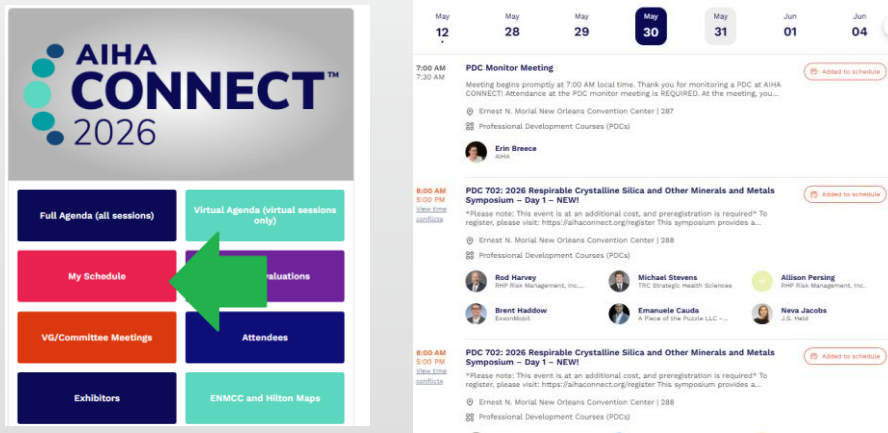 AIHA
CONNECT™
2026
Full Agenda (all sessions)
Virtual Agenda (virtual sessions
only)
My Schedule
VG/Committee Meetings
Attendees
Exhibitors
ENMCC and Hilton Maps
May
12
May
28
May
29
May
30
May
31
Jun
01
Jun
04
7:00 AM
7:30 AM
PDC Monitor Meeting
Added to schedule
Meeting begins promptly at 7:00 AM local time. Thank you for monitoring a PDC at AIHA
CONNECT! Attendance at the PDC monitor meeting is REQUIRED. At the meeting, you...
Ernest N. Morial New Orleans Convention Center | 287
Professional Development Courses (PDCs)
Erin Breece
AIHA
8:00 AM
5:00 PM
View time
conflicts
PDC 702: 2026 Respirable Crystalline Silica and Other Minerals and Metals
Symposium – Day 1 – NEW!
Added to schedule
*Please note: This event is at an additional cost, and preregistration is required* To
register, please visit: https://aihaconnect.org/register This symposium provides a...
Ernest N. Morial New Orleans Convention Center | 288
Professional Development Courses (PDCs)
Rod Harvey
RHP Risk Management, Inc....
Michael Stevens
TRC Strategic Health Sciences
Allison Persing
RHP Risk Management, Inc.
Brent Haddow
ExxonMobil
Emanuele Cauda
A Piece of the Puzzle LLC –...
Neva Jacobs
J.S. Held
8:00 AM
5:00 PM
View time
conflicts
PDC 702: 2026 Respirable Crystalline Silica and Other Minerals and Metals
Symposium – Day 1 – NEW!
Added to schedule
*Please note: This event is at an additional cost, and preregistration is required* To
register, please visit: https://aihaconnect.org/register This symposium provides a...
Ernest N. Morial New Orleans Convention Center | 288
Professional Development Courses (PDCs)